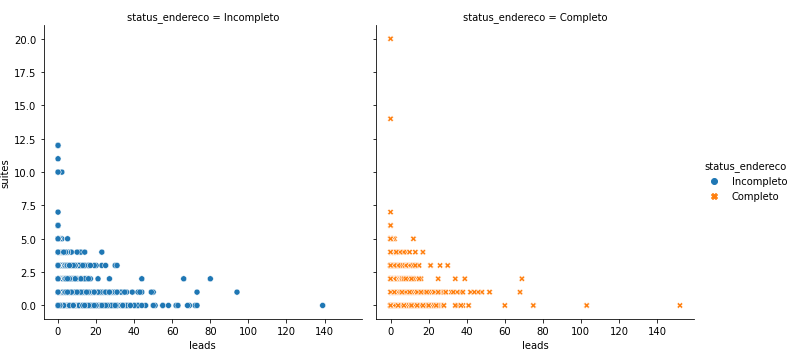 status_endereco = Incompleto
status_endereco = Completo
20.0
17.5
15.0
12.5
10.0
7.5
5.0
2.5
0.0
suites
0 20 40 60 80 100 120 140
leads
0 20 40 60 80 100 120 140
leads
status_endereco
Incompleto
Completo